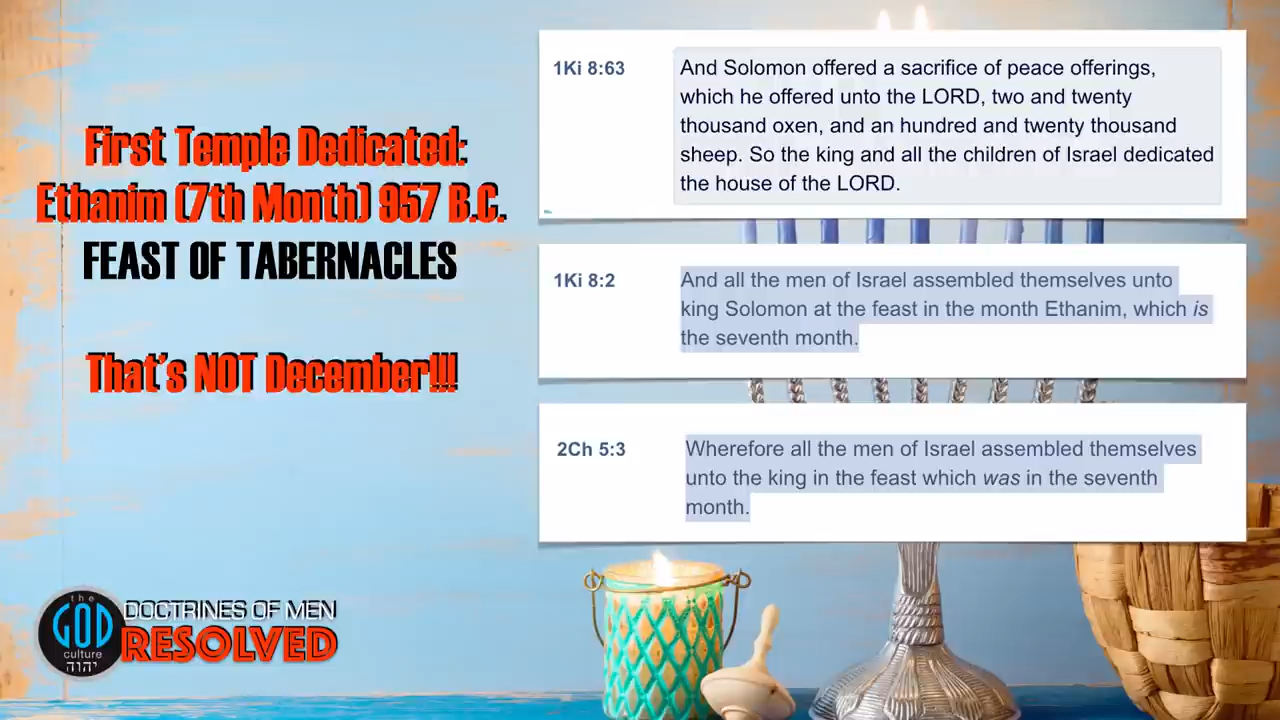 First Temple Dedicated:
Ethanim (7th Month) 957 B.C.
FEAST OF TABERNACLES
That's NOT December!!!
1Ki 8:63
And Solomon offered a sacrifice of peace offerings,
which he offered unto the LORD, two and twenty
thousand oxen, and an hundred and twenty thousand
sheep. So the king and all the children of Israel dedicated
the house of the LORD.
1Ki 8:2
And all the men of Israel assembled themselves unto
king Solomon at the feast in the month Ethanim, which is
the seventh month.
2Ch 5:3
Wherefore all the men of Israel assembled themselves
unto the king in the feast which was in the seventh
month.
the
GOD
culture
יהוה
DOCTRINES OF MEN
RESOLVED